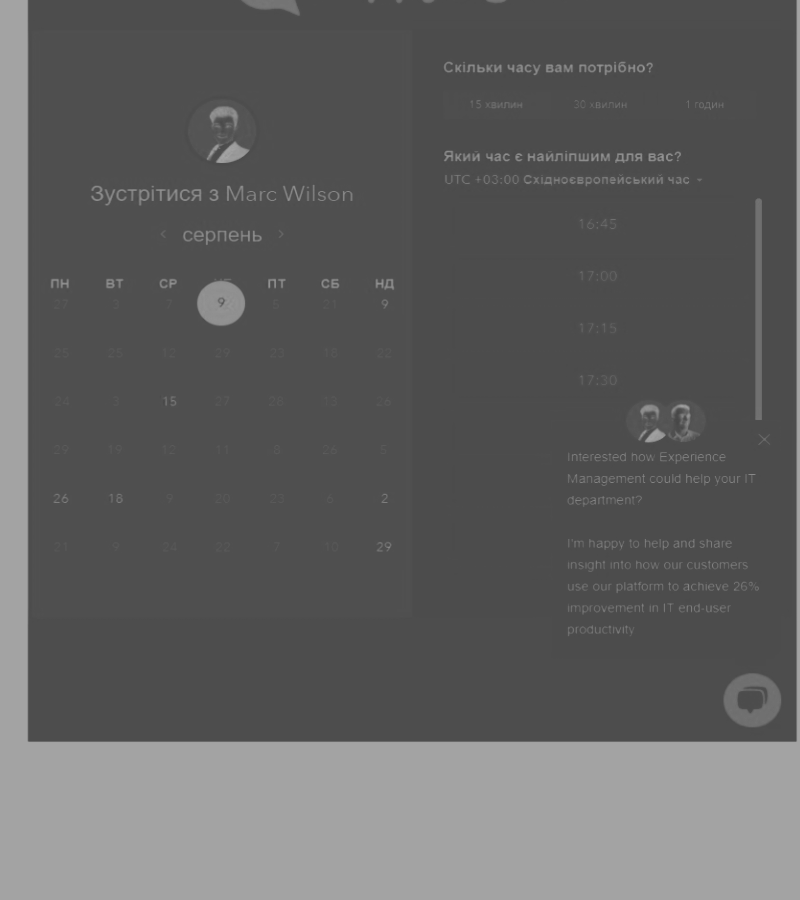 Зустрітися з Marc Wilson
серпень
ПН ВТ СР ПТ СБ НД
27 3 7 9 5 21 9
25 25 12 29 23 18 22
24 3 15 27 28 13 26
29 19 12 11 8 26 5
26 18 9 20 23 6 2
21 9 24 22 7 10 29
Скільки часу вам потрібно?
15 хвилин 30 хвилин 1 годин
Який час є найліпшим для вас?
UTC +03:00 Східноєвропейський час
16:45
17:00
17:15
17:30
Interested how Experience
Management could help your IT
department?
I'm happy to help and share
insight into how our customers
use our platform to achieve 26%
improvement in IT end-user
productivity